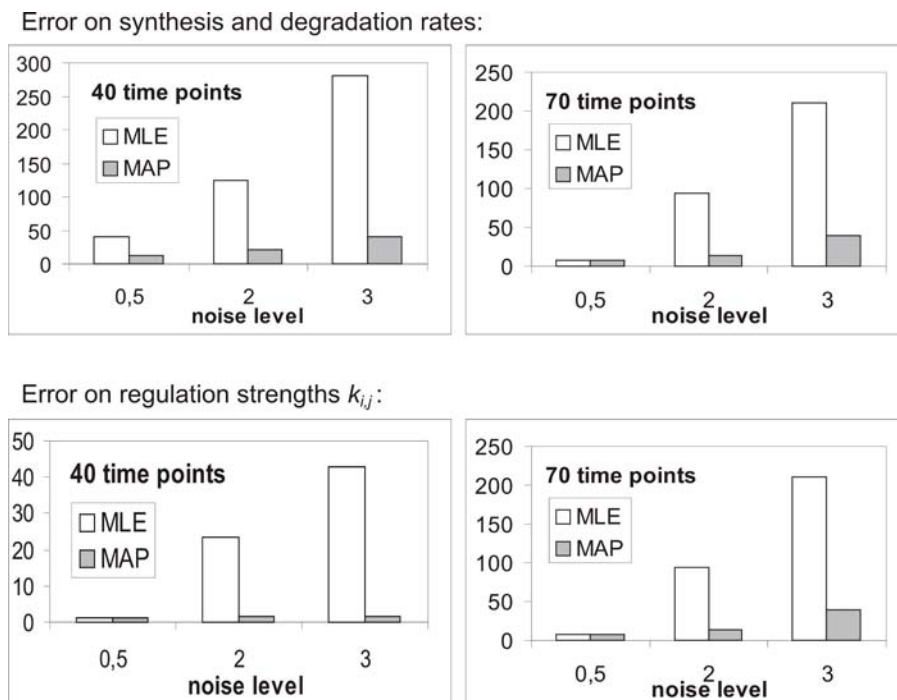 Error on synthesis and degradation rates:
300
250
200
150
100
50
0
40 time points
MLE
MAP
0,5 2 3
noise level
250
200
150
100
50
0
70 time points
MLE
MAP
0,5 2 3
noise level
Error on regulation strengths k_{i,j}:
50
40
30
20
10
0
40 time points
MLE
MAP
0,5 2 3
noise level
250
200
150
100
50
0
70 time points
MLE
MAP
0,5 2 3
noise level